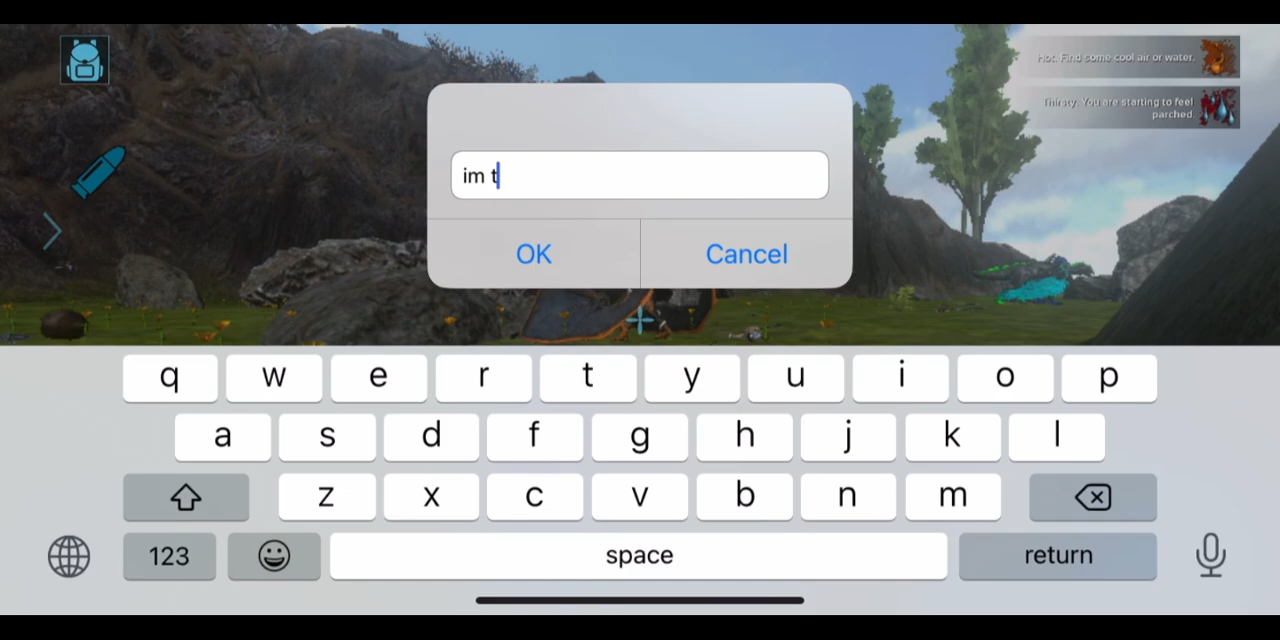 Hot. Find some cool air or water.
Thirsty. You are starting to feel
parched.
im t
OK Cancel
q w e r t y u i o p
a s d f g h j k l
z x c v b n m
123 space return